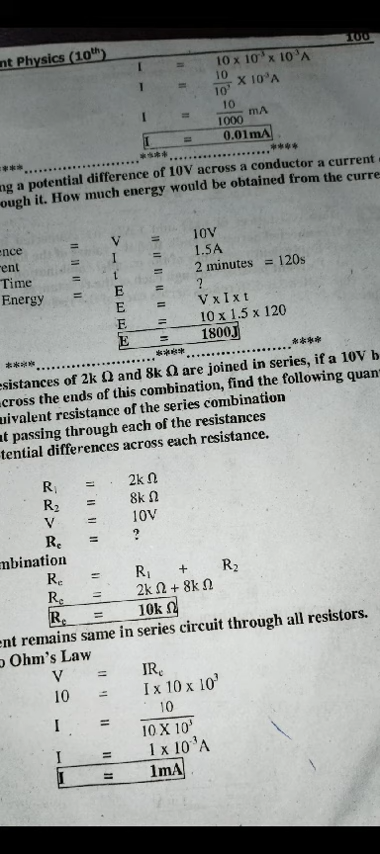 nt Physics (10th) 100
I = 10 x 10⁻³ x 10⁻³A
I = 10/10³ X 10⁻³A
I = 10/1000 mA
I = 0.01mA
**** **** ****
ng a potential difference of 10V across a conductor a current
ough it. How much energy would be obtained from the curre
ence = V = 10V
rent = I = 1.5A
Time = t = 2 minutes = 120s
Energy = E = ?
E = V x I x t
E = 10 x 1.5 x 120
E = 1800J
**** **** ****
esistances of 2k Ω and 8k Ω are joined in series, if a 10V b
across the ends of this combination, find the following quan
uivalent resistance of the series combination
nt passing through each of the resistances
tential differences across each resistance.
R₁ = 2k Ω
R₂ = 8k Ω
V = 10V
Rₑ = ?
mbination
Rₑ = R₁ + R₂
Rₑ = 2k Ω + 8k Ω
Rₑ = 10k Ω
ent remains same in series circuit through all resistors.
o Ohm's Law
V = IRₑ
10 = I x 10 x 10³
I = 10/10 X 10³
I = 1 x 10⁻³A
I = 1mA